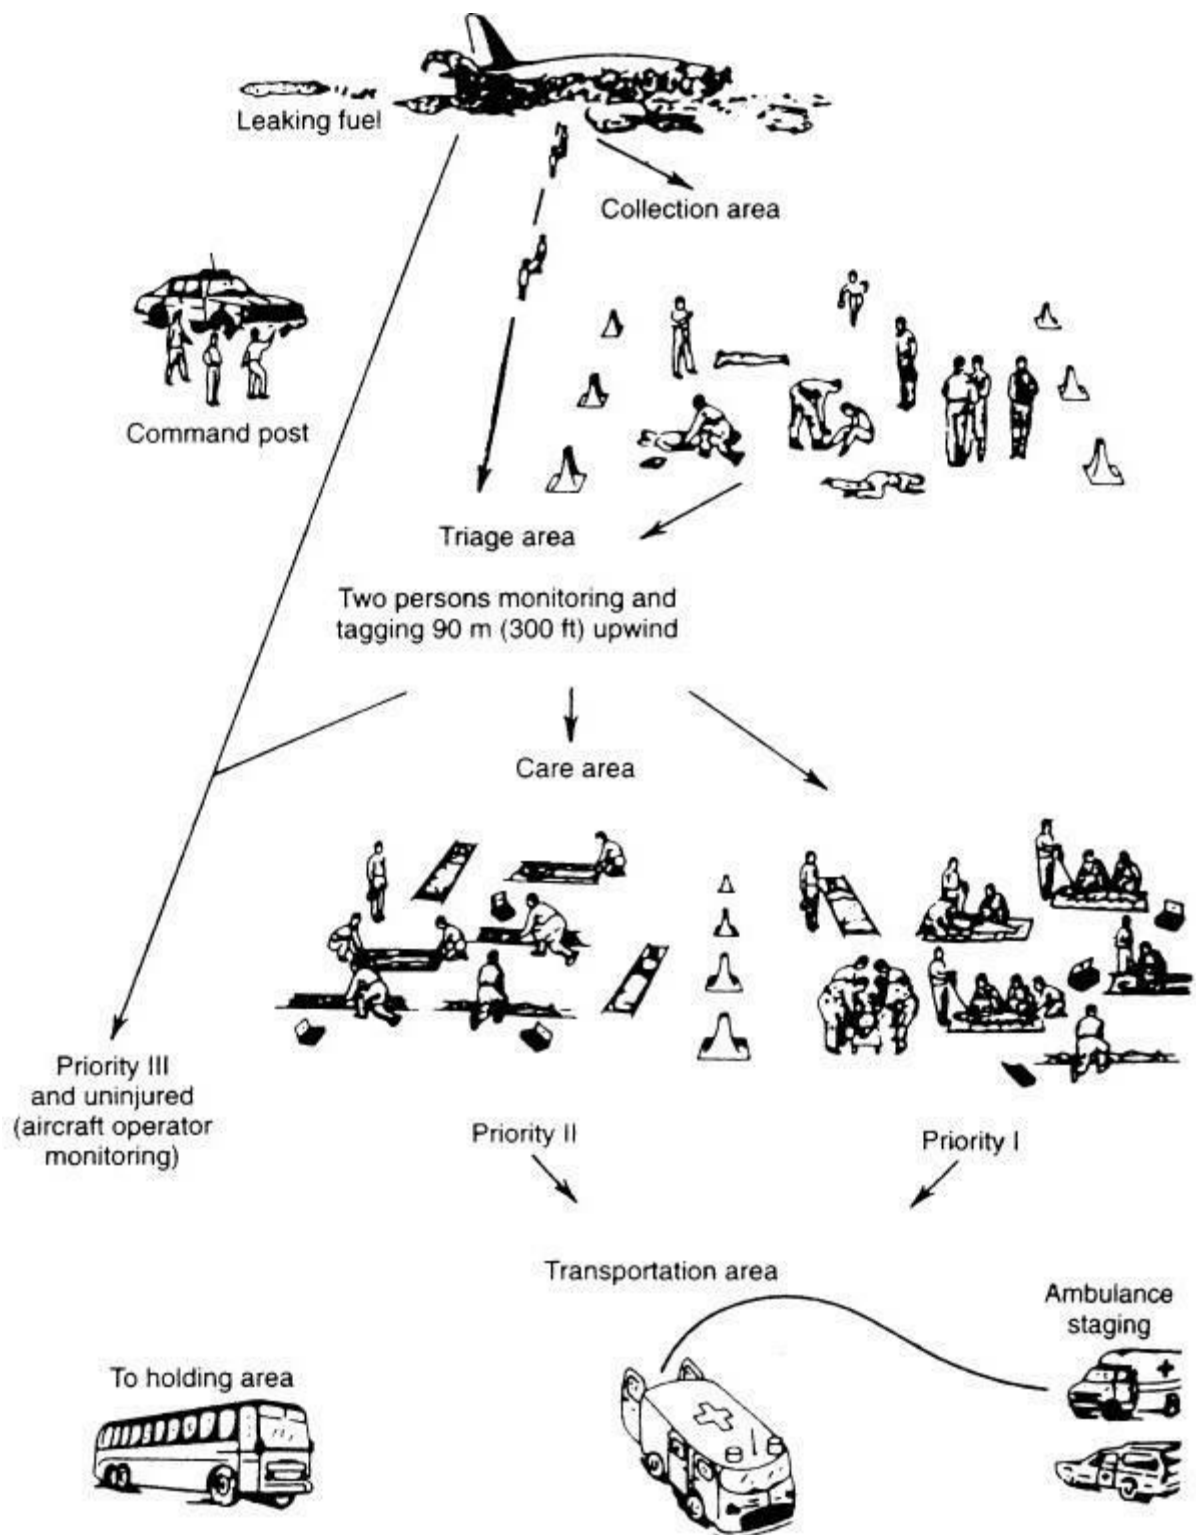 Leaking fuel
Collection area
Command post
Triage area
Two persons monitoring and
tagging 90 m (300 ft) upwind
Care area
Priority III
and uninjured
(aircraft operator
monitoring)
Priority II
Priority I
Transportation area
Ambulance
staging
To holding area